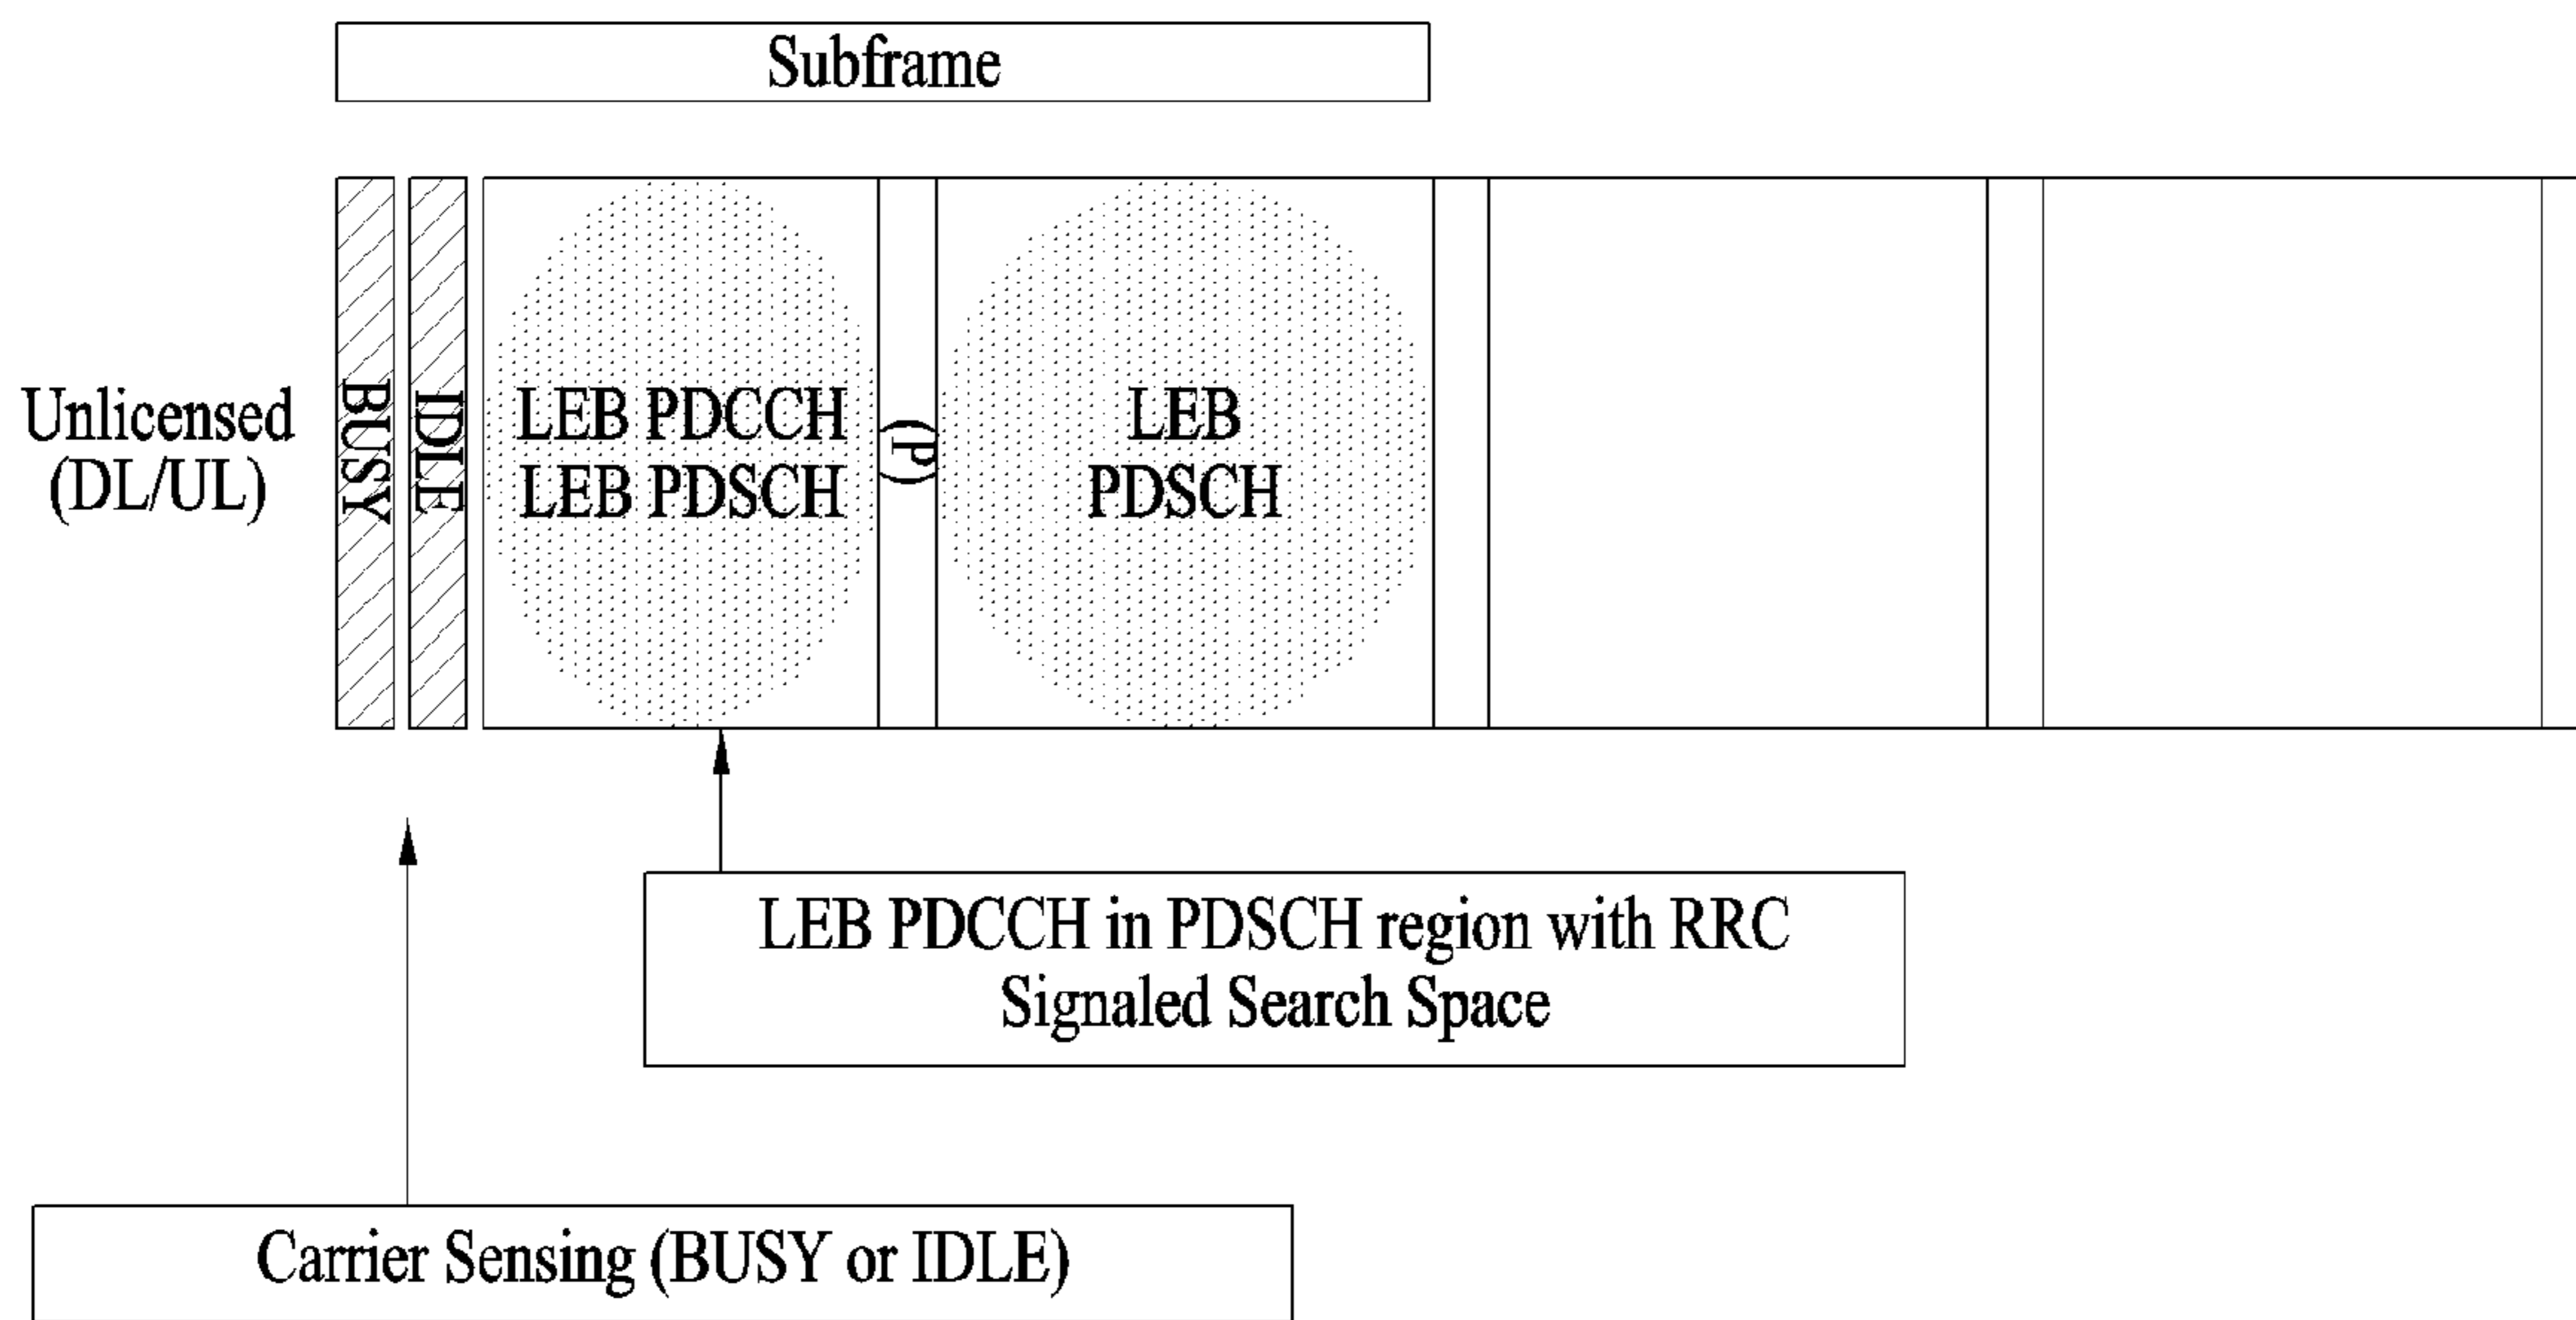 Subframe
Unlicensed
(DL/UL)
BUSY
IDLE
LEB PDCCH
LEB PDSCH
(P)
LEB
PDSCH
LEB PDCCH in PDSCH region with RRC
Signaled Search Space
Carrier Sensing (BUSY or IDLE)